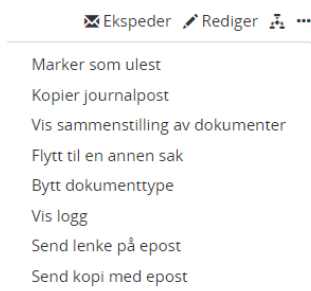 Ekspeder Rediger
Marker som ulest
Kopier journalpost
Vis sammenstilling av dokumenter
Flytt til en annen sak
Bytt dokumenttype
Vis logg
Send lenke på epost
Send kopi med epost